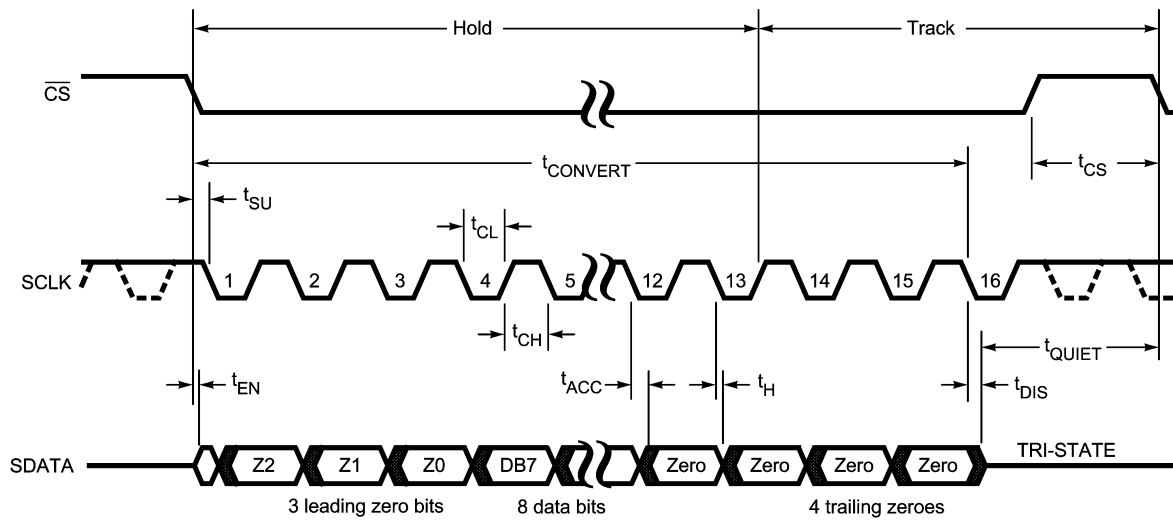 Hold Track
CS
tCONVERT tCS
tSU
tCL
SCLK 1 2 3 4 5 12 13 14 15 16
tCH
tQUIET
tEN tACC tH tDIS
SDATA Z2 Z1 Z0 DB7 Zero Zero Zero Zero TRI-STATE
3 leading zero bits 8 data bits 4 trailing zeroes